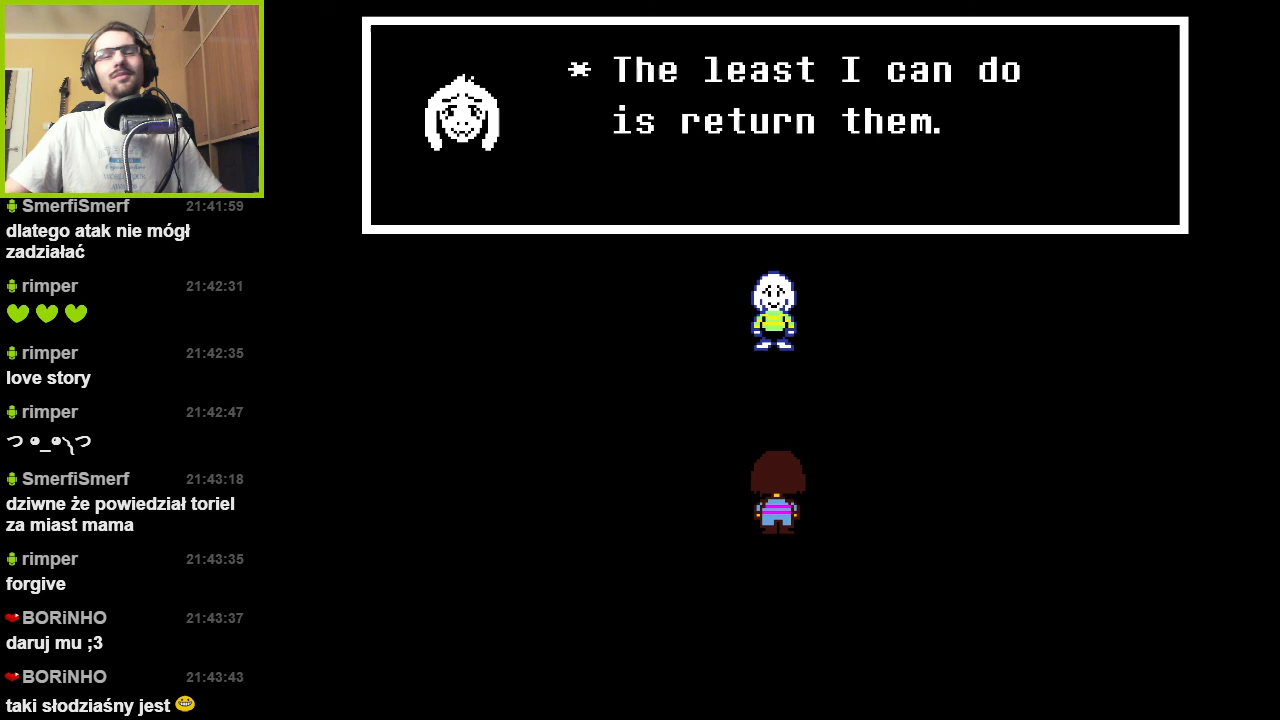 * The least I can do
is return them.
SmerfiSmerf 21:41:59
dlatego atak nie mógł
zadziałać
rimper 21:42:31
rimper 21:42:35
love story
rimper 21:42:47
SmerfiSmerf 21:43:18
dziwne że powiedział toriel
za miast mama
rimper 21:43:35
forgive
BORiNHO 21:43:37
daruj mu ;3
BORiNHO 21:43:43
taki słodziaśny jest